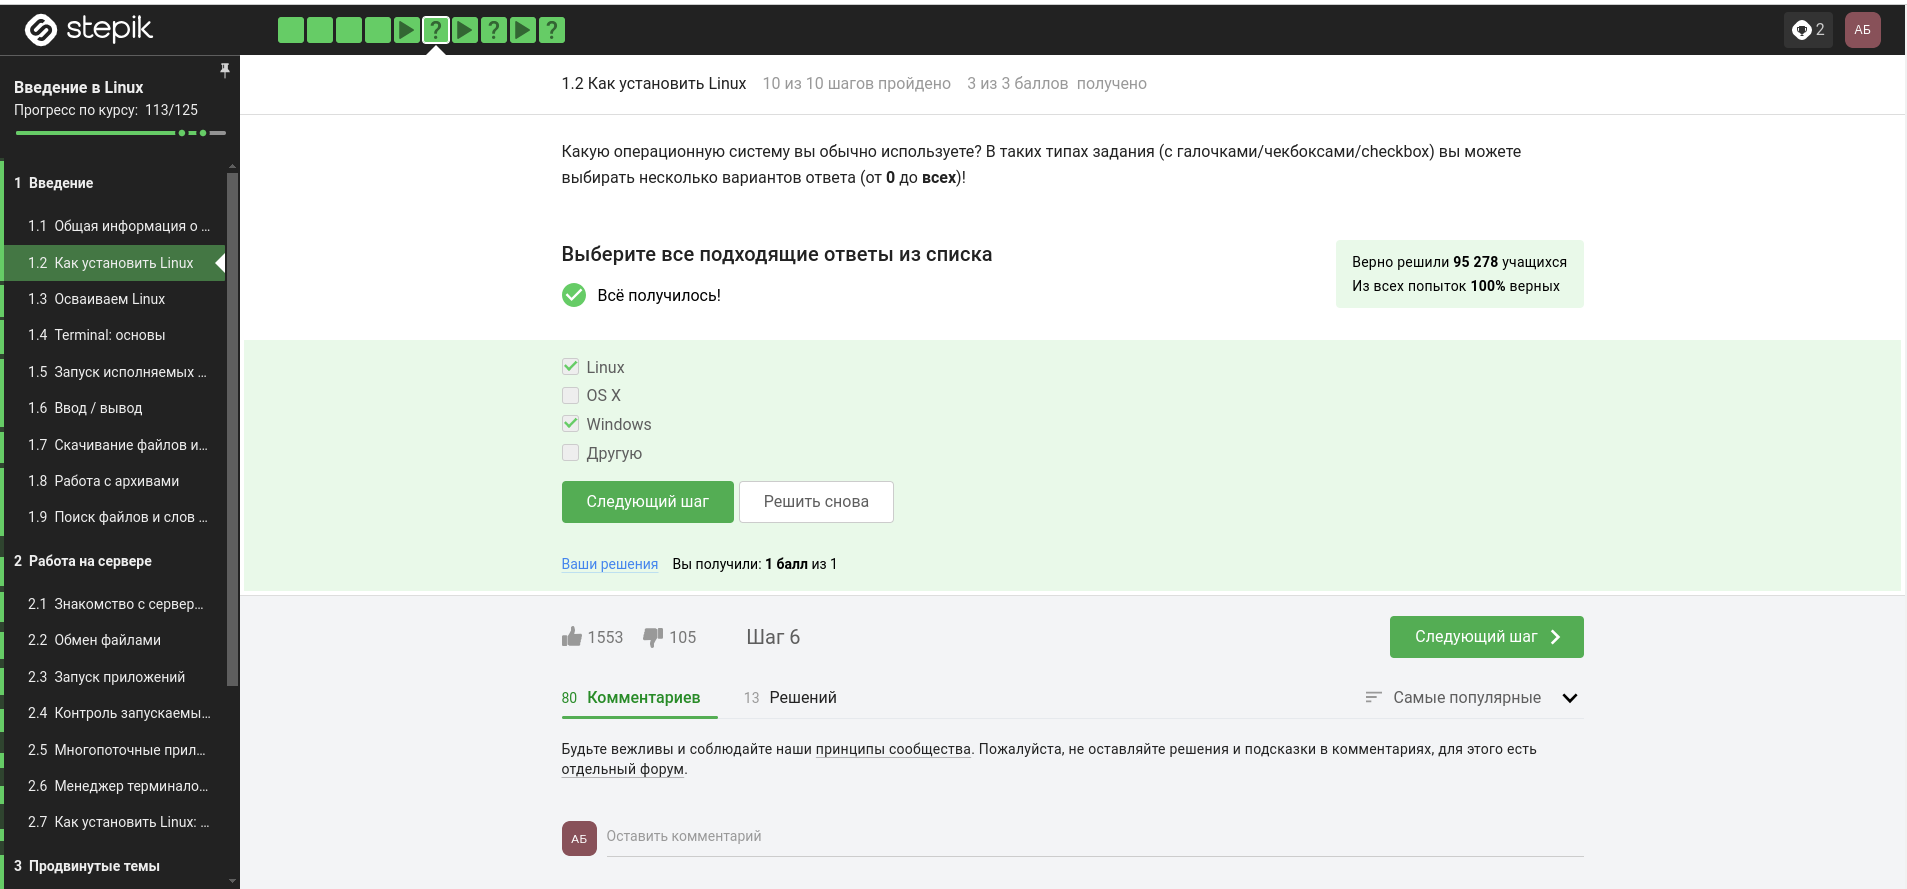 stepik
?
?
?
2
АБ
Введение в Linux
Прогресс по курсу: 113/125
1 Введение
1.1 Общая информация о ...
1.2 Как установить Linux
1.3 Осваиваем Linux
1.4 Terminal: основы
1.5 Запуск исполняемых ...
1.6 Ввод / вывод
1.7 Скачивание файлов и...
1.8 Работа с архивами
1.9 Поиск файлов и слов ...
2 Работа на сервере
2.1 Знакомство с сервер...
2.2 Обмен файлами
2.3 Запуск приложений
2.4 Контроль запускаемы...
2.5 Многопоточные прил...
2.6 Менеджер терминало...
2.7 Как установить Linux: ...
3 Продвинутые темы
1.2 Как установить Linux 10 из 10 шагов пройдено 3 из 3 баллов получено
Какую операционную систему вы обычно используете? В таких типах задания (с галочками/чекбоксами/checkbox) вы можете
выбирать несколько вариантов ответа (от 0 до всех)!
Выберите все подходящие ответы из списка
Всё получилось!
Верно решили 95 278 учащихся
Из всех попыток 100% верных
Linux
OS X
Windows
Другую
Следующий шаг
Решить снова
Ваши решения Вы получили: 1 балл из 1
1553 105 Шаг 6
Следующий шаг
80 Комментариев 13 Решений
Самые популярные
Будьте вежливы и соблюдайте наши принципы сообщества. Пожалуйста, не оставляйте решения и подсказки в комментариях, для этого есть
отдельный форум.
АБ
Оставить комментарий